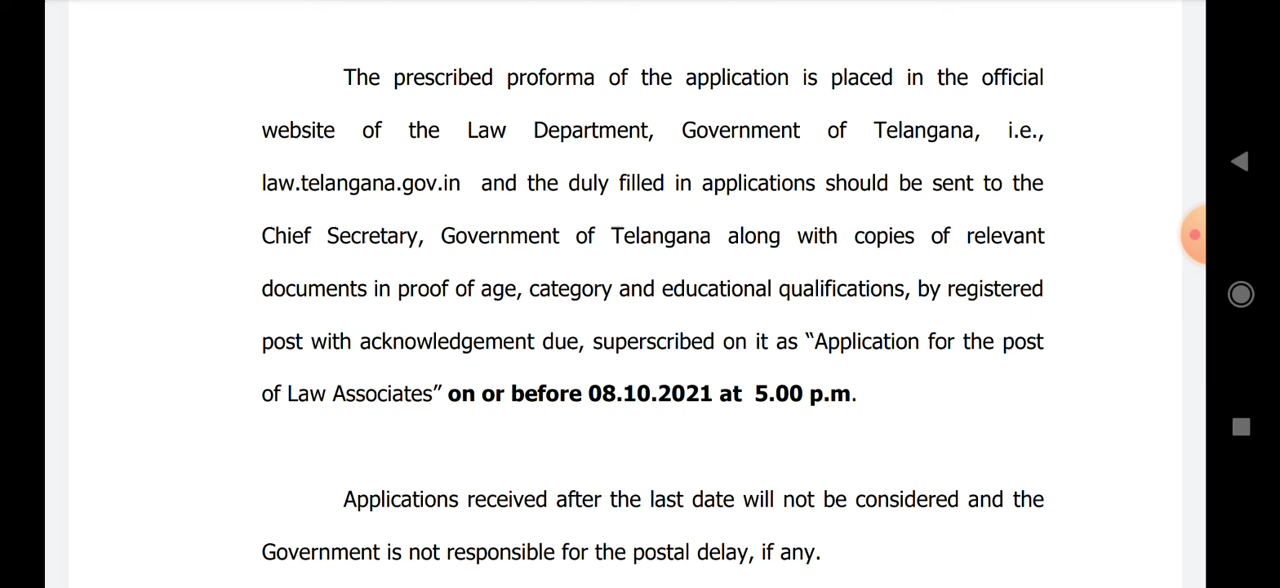 The prescribed proforma of the application is placed in the official
website of the Law Department, Government of Telangana, i.e.,
law.telangana.gov.in and the duly filled in applications should be sent to the
Chief Secretary, Government of Telangana along with copies of relevant
documents in proof of age, category and educational qualifications, by registered
post with acknowledgement due, superscribed on it as “Application for the post
of Law Associates” on or before 08.10.2021 at 5.00 p.m.
Applications received after the last date will not be considered and the
Government is not responsible for the postal delay, if any.